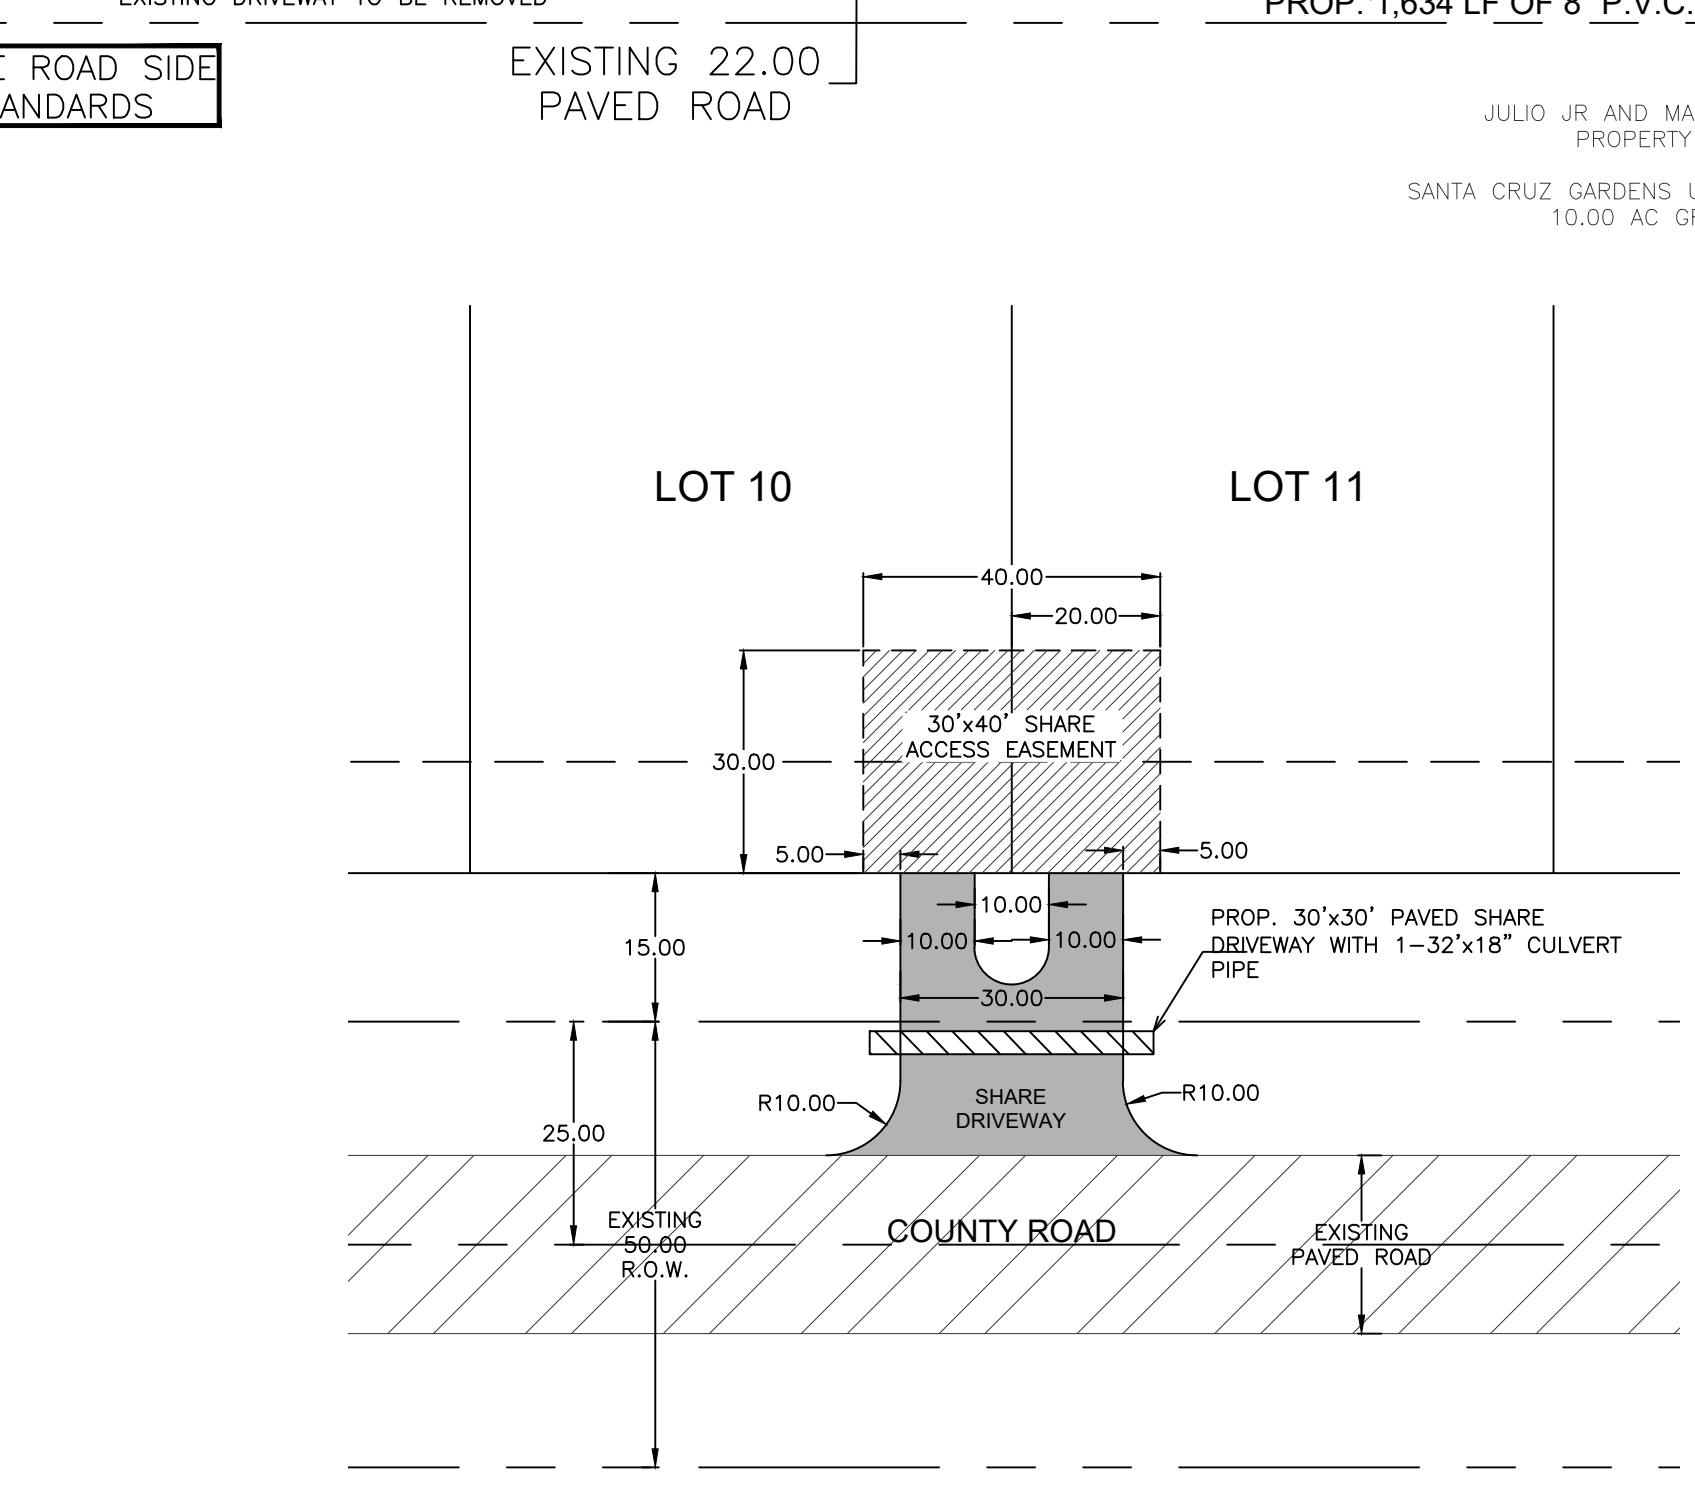 EXISTING DRIVEWAY TO BE REMOVED
PROP. 1,634 LF OF 8" P.V.C.
ROAD SIDE
ANDARDS
EXISTING 22.00
PAVED ROAD
JULIO JR AND MA
PROPERTY
SANTA CRUZ GARDENS U
10.00 AC G
LOT 10
LOT 11
40.00
20.00
30'x40' SHARE
ACCESS EASEMENT
30.00
5.00
5.00
10.00
10.00
10.00
PROP. 30'x30' PAVED SHARE
DRIVEWAY WITH 1-32'x18" CULVERT
PIPE
15.00
30.00
R10.00
SHARE
DRIVEWAY
R10.00
25.00
EXISTING
50.00
R.O.W.
COUNTY ROAD
EXISTING
PAVED ROAD